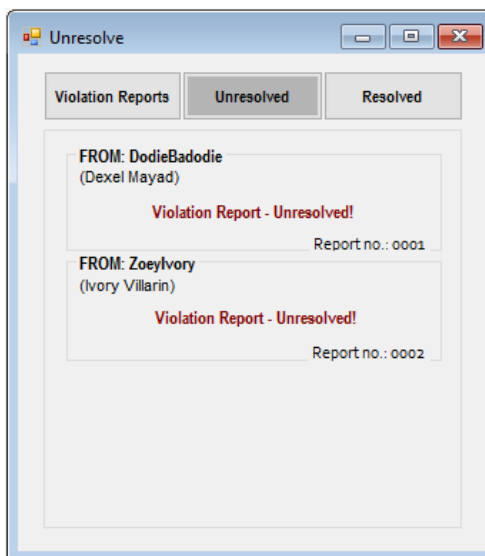 Unresolve
Violation Reports Unresolved Resolved
FROM: DodieBadodie
(Dexel Mayad)
Violation Report - Unresolved!
Report no.: 0001
FROM: ZoeyIvory
(Ivory Villarin)
Violation Report - Unresolved!
Report no.: 0002